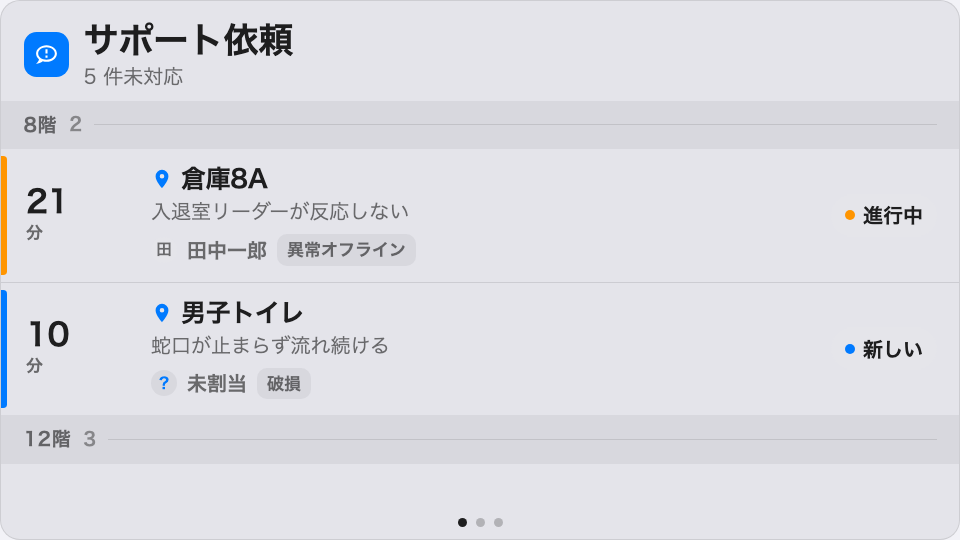 サポート依頼
5 件未対応
8階 2
21
分
倉庫8A
入退室リーダーが反応しない
田 田中一郎 異常オフライン
進行中
10
分
男子トイレ
蛇口が止まらず流れ続ける
? 未割当 破損
新しい
12階 3